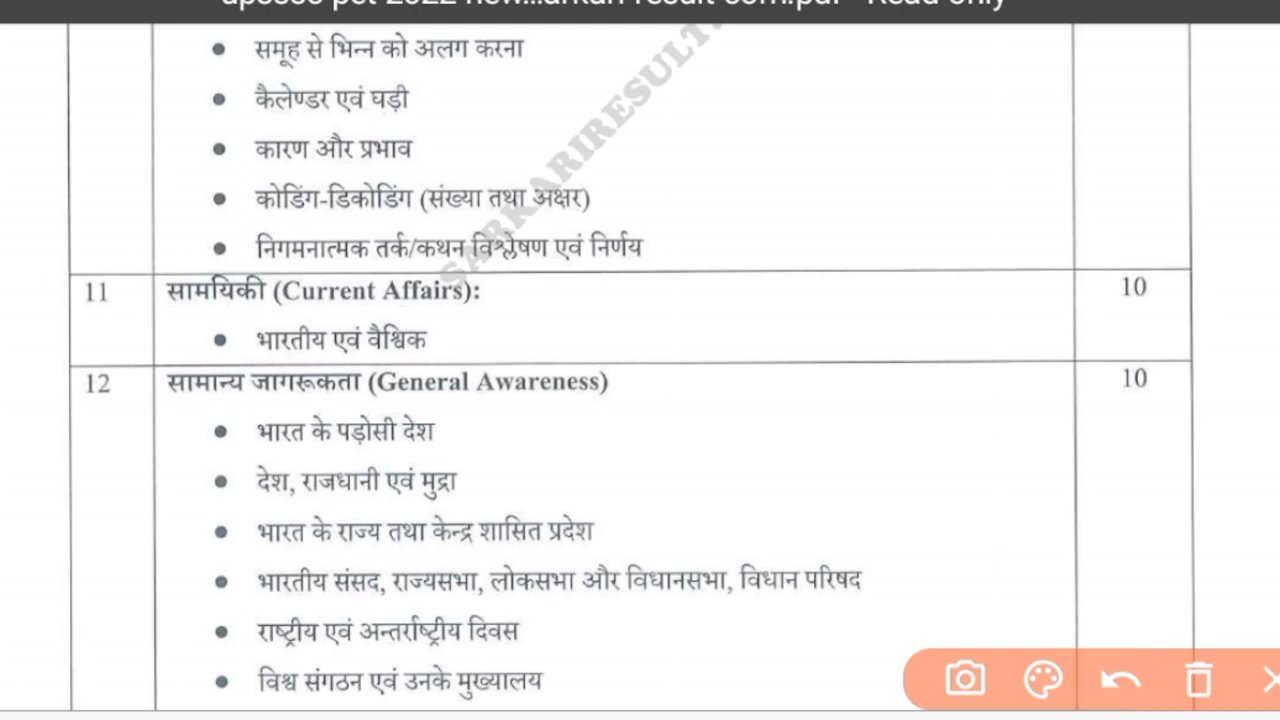 समूह से भिन्न को अलग करना
कैलेण्डर एवं घड़ी
कारण और प्रभाव
कोडिंग-डिकोडिंग (संख्या तथा अक्षर)
निगमनात्मक तर्क/कथन विश्लेषण एवं निर्णय
11 सामयिकी (Current Affairs): 10
भारतीय एवं वैश्विक
12 सामान्य जागरूकता (General Awareness) 10
भारत के पड़ोसी देश
देश, राजधानी एवं मुद्रा
भारत के राज्य तथा केन्द्र शासित प्रदेश
भारतीय संसद, राज्यसभा, लोकसभा और विधानसभा, विधान परिषद
राष्ट्रीय एवं अन्तर्राष्ट्रीय दिवस
विश्व संगठन एवं उनके मुख्यालय
SARKARIRESULT.